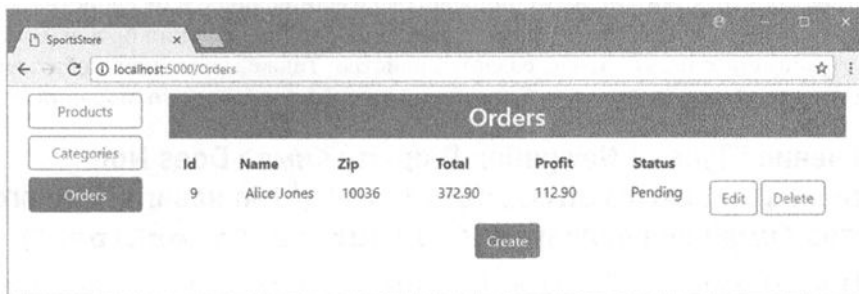 SportsStore
localhost:5000/Orders
Products
Categories
Orders
Orders
Id Name Zip Total Profit Status
9 Alice Jones 10036 372.90 112.90 Pending Edit Delete
Create